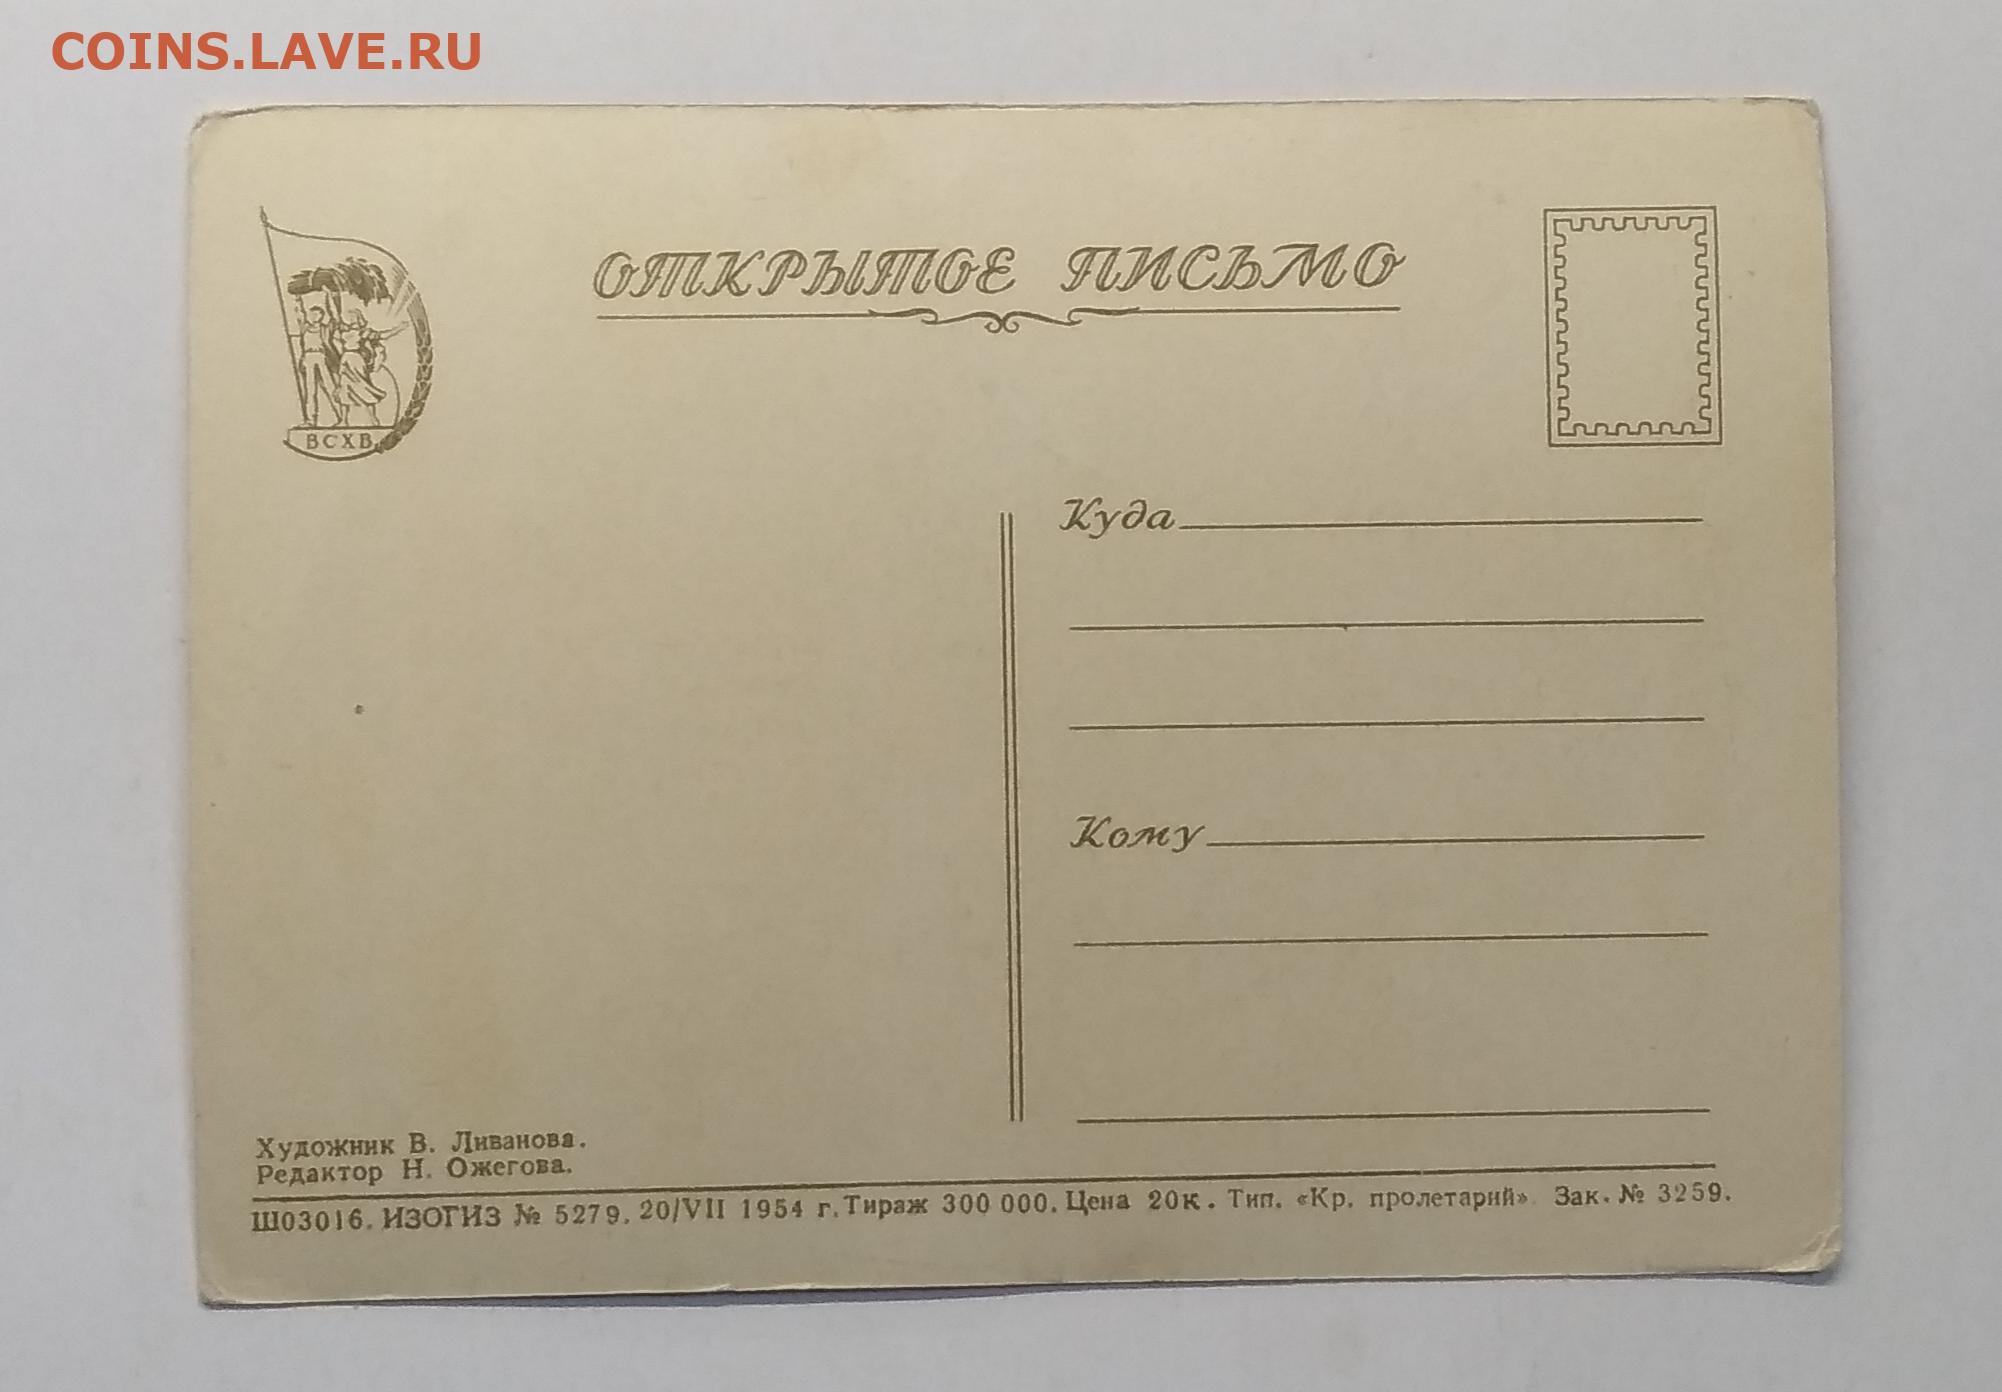 COINS.LAVE.RU
ОТКРЫТОЕ ПИСЬМО
ВСХВ
Куда
Кому
Художник В. Ливанова.
Редактор Н. Ожегова.
Ш03016. ИЗОГИЗ № 5279. 20/VII 1954 г. Тираж 300 000. Цена 20к. Тип. «Кр. пролетарий». Зак. № 3259.